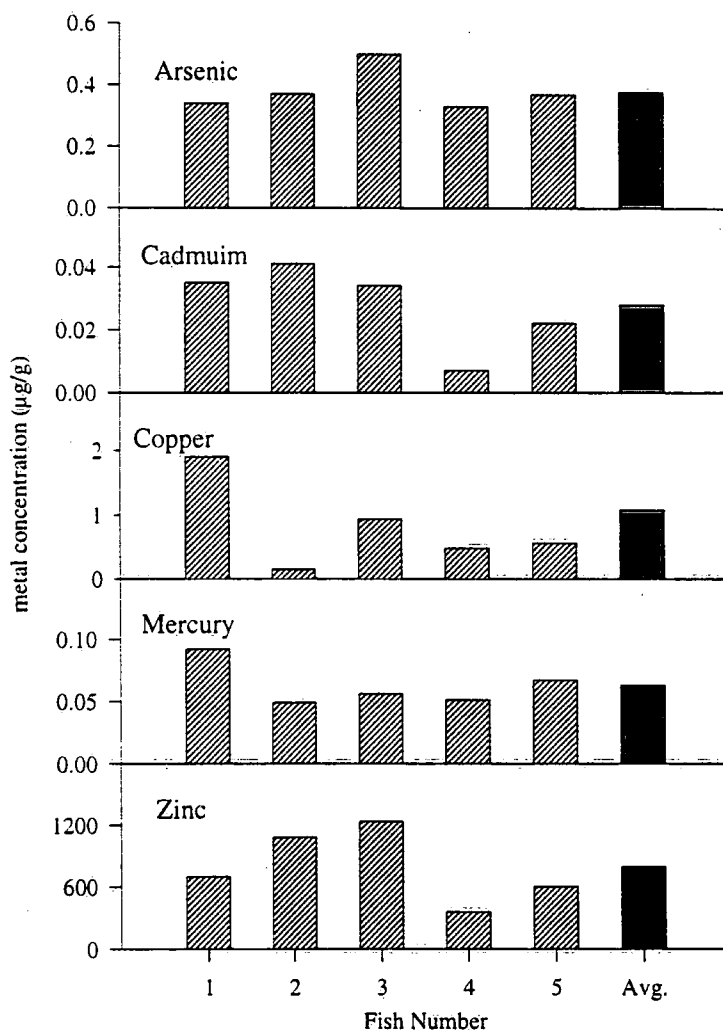 0.6
Arsenic
0.4
0.2
0.0
Cadmuim
0.04
0.02
0.00
Copper
2
1
0
Mercury
0.10
0.05
0.00
Zinc
1200
600
0
metal concentration (µg/g)
1 2 3 4 5 Avg.
Fish Number